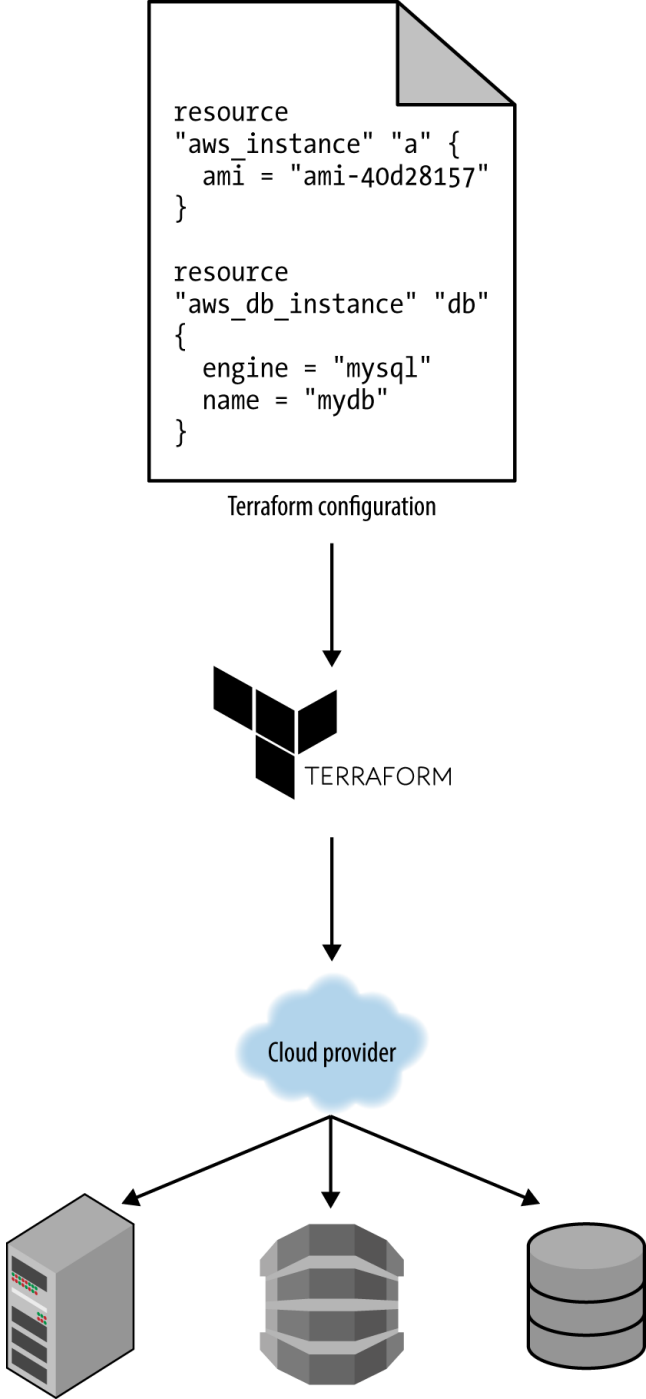 resource
"aws_instance" "a" {
  ami = "ami-40d28157"
}
resource
"aws_db_instance" "db"
{
  engine = "mysql"
  name = "mydb"
}
Terraform configuration
TERRAFORM
Cloud provider